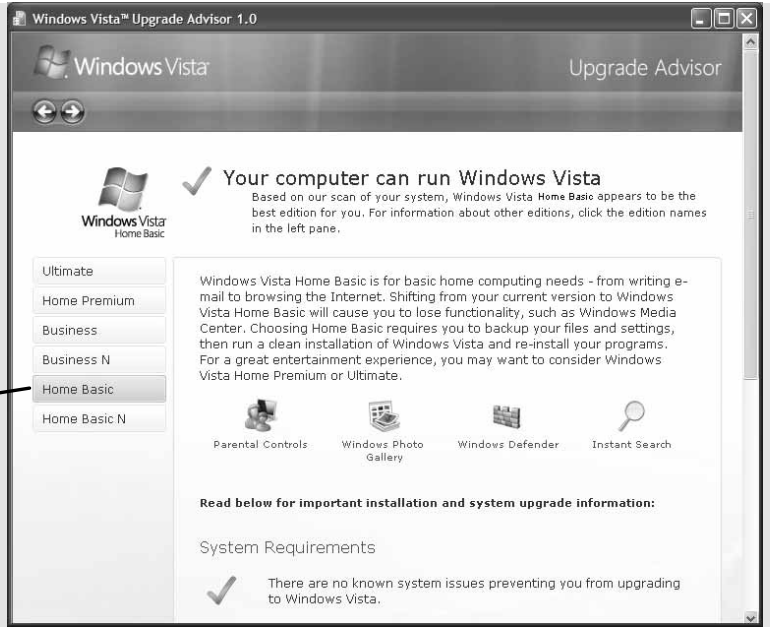 Windows Vista™ Upgrade Advisor 1.0
Windows Vista™
Upgrade Advisor
Your computer can run Windows Vista
Based on our scan of your system, Windows Vista Home Basic appears to be the
best edition for you. For information about other editions, click the edition names
in the left pane.
Windows Vista™
Home Basic
Ultimate
Home Premium
Business
Business N
Home Basic
Home Basic N
Windows Vista Home Basic is for basic home computing needs - from writing e-
mail to browsing the Internet. Shifting from your current version to Windows
Vista Home Basic will cause you to lose functionality, such as Windows Media
Center. Choosing Home Basic requires you to backup your files and settings,
then run a clean installation of Windows Vista and re-install your programs.
For a great entertainment experience, you may want to consider Windows
Vista Home Premium or Ultimate.
Parental Controls
Windows Photo
Gallery
Windows Defender
Instant Search
Read below for important installation and system upgrade information:
System Requirements
There are no known system issues preventing you from upgrading
to Windows Vista.